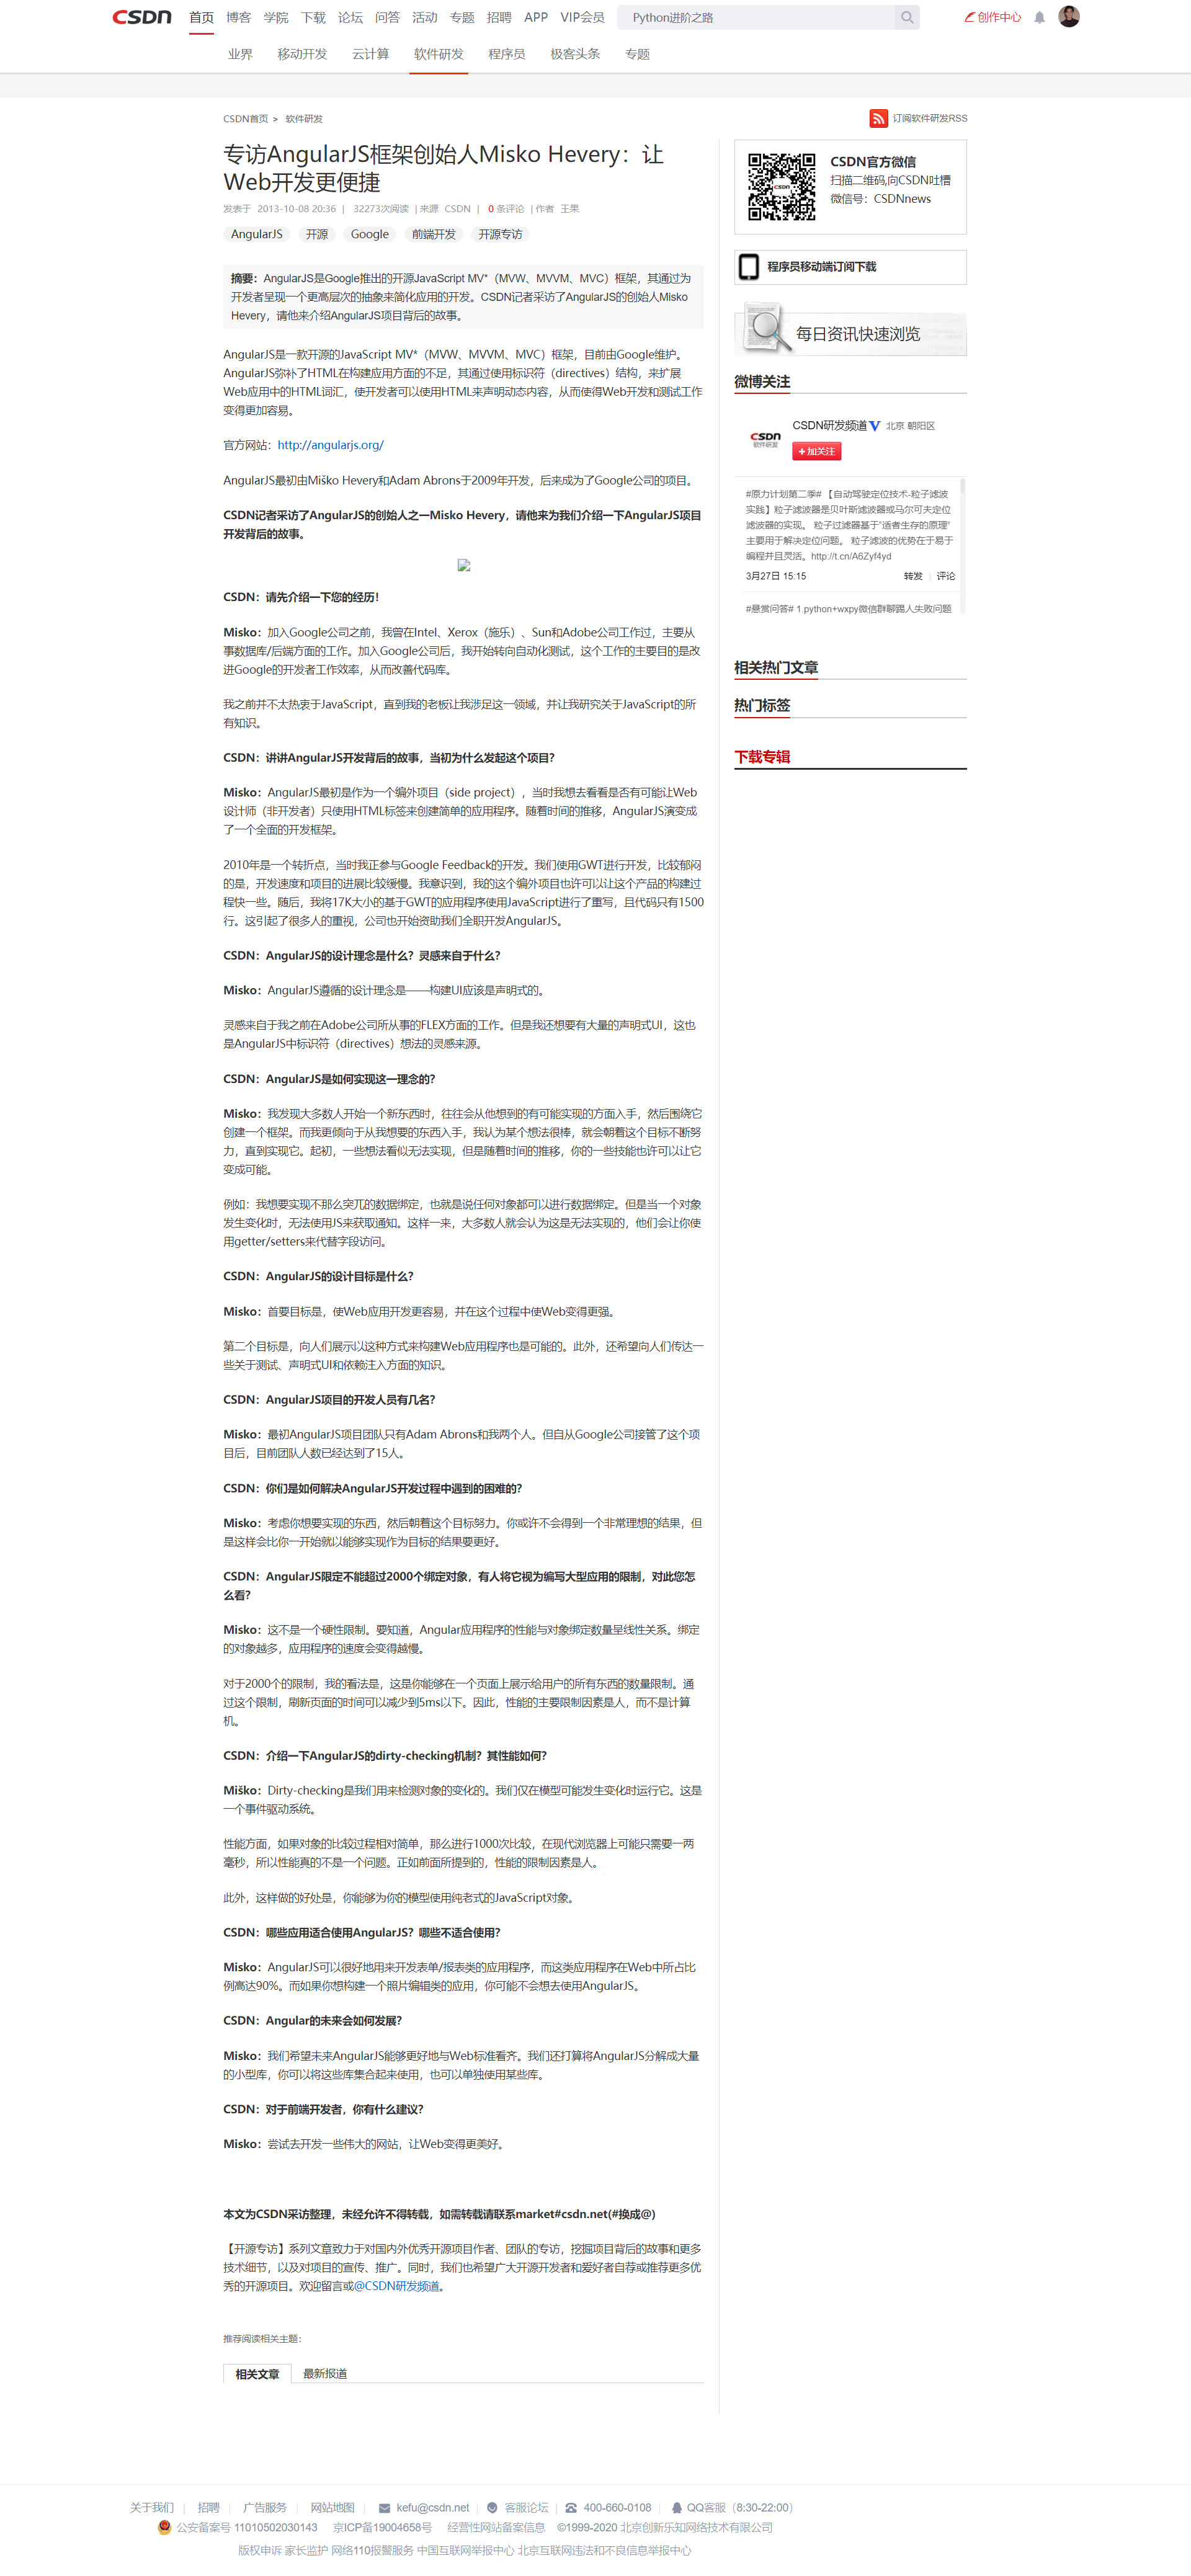 CSDN 首页 博客 学院 下载 论坛 问答 活动 专题 招聘 APP VIP会员 Python进阶之路 创作中心
业界 移动开发 云计算 软件研发 程序员 极客头条 专题
CSDN首页 > 软件研发
订阅软件研发RSS
专访AngularJS框架创始人Misko Hevery：让
Web开发更便捷
发表于 2013-10-08 20:36 | 32273次阅读 | 来源 CSDN | 0 条评论 | 作者 王果
AngularJS 开源 Google 前端开发 开源专访
摘要：AngularJS是Google推出的开源JavaScript MV*（MVW、MVVM、MVC）框架，其通过为
开发者呈现一个更高层次的抽象来简化应用的开发。CSDN记者采访了AngularJS的创始人Misko
Hevery，请他来介绍AngularJS项目背后的故事。
AngularJS是一款开源的JavaScript MV*（MVW、MVVM、MVC）框架，目前由Google维护。
AngularJS弥补了HTML在构建应用方面的不足，其通过使用标识符（directives）结构，来扩展
Web应用中的HTML词汇，使开发者可以使用HTML来声明动态内容，从而使得Web开发和测试工作
变得更加容易。
官方网站：http://angularjs.org/
AngularJS最初由Miško Hevery和Adam Abrons于2009年开发，后来成为了Google公司的项目。
CSDN记者采访了AngularJS的创始人之一Misko Hevery，请他来为我们介绍一下AngularJS项目
开发背后的故事。
CSDN：请先介绍一下您的经历！
Misko：加入Google公司之前，我曾在Intel、Xerox（施乐）、Sun和Adobe公司工作过，主要从
事数据库/后端方面的工作。加入Google公司后，我开始转向自动化测试，这个工作的主要目的是改
进Google的开发者工作效率，从而改善代码库。
我之前并不太热衷于JavaScript，直到我的老板让我涉足这一领域，并让我研究关于JavaScript的所
有知识。
CSDN：讲讲AngularJS开发背后的故事，当初为什么发起这个项目？
Misko：AngularJS最初是作为一个编外项目（side project），当时我想去看看是否有可能让Web
设计师（非开发者）只使用HTML标签来创建简单的应用程序。随着时间的推移，AngularJS演变成
了一个全面的开发框架。
2010年是一个转折点，当时我正参与Google Feedback的开发。我们使用GWT进行开发，比较郁闷
的是，开发速度和项目的进展比较缓慢。我意识到，我的这个编外项目也许可以让这个产品的构建过
程快一些。随后，我将17K大小的基于GWT的应用程序使用JavaScript进行了重写，且代码只有1500
行。这引起了很多人的重视，公司也开始资助我们全职开发AngularJS。
CSDN：AngularJS的设计理念是什么？灵感来自于什么？
Misko：AngularJS遵循的设计理念是——构建UI应该是声明式的。
灵感来自于我之前在Adobe公司所从事的FLEX方面的工作。但是我还想要有大量的声明式UI，这也
是AngularJS中标识符（directives）想法的灵感来源。
CSDN：AngularJS是如何实现这一理念的？
Misko：我发现大多数人开始一个新东西时，往往会从他想到的有可能实现的方面入手，然后围绕它
创建一个框架。而我更倾向于从我想要的东西入手，我认为某个想法很棒，就会朝着这个目标不断努
力，直到实现它。起初，一些想法看似无法实现，但是随着时间的推移，你的一些技能也许可以让它
变成可能。
例如：我想要实现不那么突兀的数据绑定，也就是说任何对象都可以进行数据绑定。但是当一个对象
发生变化时，无法使用JS来获取通知。这样一来，大多数人就会认为这是无法实现的，他们会让你使
用getter/setters来代替字段访问。
CSDN：AngularJS的设计目标是什么？
Misko：首要目标是，使Web应用开发更容易，并在这个过程中使Web变得更强。
第二个目标是，向人们展示以这种方式来构建Web应用程序也是可能的。此外，还希望向人们传达一
些关于测试、声明式UI和依赖注入方面的知识。
CSDN：AngularJS项目的开发人员有几名？
Misko：最初AngularJS项目团队只有Adam Abrons和我两个人。但自从Google公司接管了这个项
目后，目前团队人数已经达到了15人。
CSDN：你们是如何解决AngularJS开发过程中遇到的困难的？
Misko：考虑你想要实现的东西，然后朝着这个目标努力。你或许不会得到一个非常理想的结果，但
是这样会比你一开始就以能够实现作为目标的结果要更好。
CSDN：AngularJS限定不能超过2000个绑定对象，有人将它视为编写大型应用的限制，对此您怎
么看？
Misko：这不是一个硬性限制。要知道，Angular应用程序的性能与对象绑定数量呈线性关系。绑定
的对象越多，应用程序的速度会变得越慢。
对于2000个的限制，我的看法是，这是你能够在一个页面上展示给用户的所有东西的数量限制。通
过这个限制，刷新页面的时间可以减少到5ms以下。因此，性能的主要限制因素是人，而不是计算
机。
CSDN：介绍一下AngularJS的dirty-checking机制？其性能如何？
Miško：Dirty-checking是我们用来检测对象的变化的。我们仅在模型可能发生变化时运行它。这是
一个事件驱动系统。
性能方面，如果对象的比较过程相对简单，那么进行1000次比较，在现代浏览器上可能只需要一两
毫秒，所以性能真的不是一个问题。正如前面所提到的，性能的限制因素是人。
此外，这样做的好处是，你能够为你的模型使用纯老式的JavaScript对象。
CSDN：哪些应用适合使用AngularJS？哪些不适合使用？
Misko：AngularJS可以很好地用来开发表单/报表类的应用程序，而这类应用程序在Web中所占比
例高达90%。而如果你想构建一个照片编辑类的应用，你可能不会想去使用AngularJS。
CSDN：Angular的未来会如何发展？
Misko：我们希望未来AngularJS能够更好地与Web标准看齐。我们还打算将AngularJS分解成大量
的小型库，你可以将这些库集合起来使用，也可以单独使用某些库。
CSDN：对于前端开发者，你有什么建议？
Misko：尝试去开发一些伟大的网站，让Web变得更美好。
本文为CSDN采访整理，未经允许不得转载，如需转载请联系market#csdn.net(#换成@)
【开源专访】系列文章致力于对国内外优秀开源项目作者、团队的专访，挖掘项目背后的故事和更多
技术细节，以及对项目的宣传、推广。同时，我们也希望广大开源开发者和爱好者自荐或推荐更多优
秀的开源项目。欢迎留言或@CSDN研发频道。
推荐阅读相关主题：
相关文章 最新报道
CSDN官方微信
扫描二维码,向CSDN吐槽
微信号：CSDNnews
程序员移动端订阅下载
每日资讯快速浏览
微博关注
CSDN 软件研发
CSDN研发频道 北京 朝阳区
+加关注
#原力计划第二季# 【自动驾驶定位技术-粒子滤波
实践】粒子滤波器是贝叶斯滤波器或马尔可夫定位
滤波器的实现。 粒子过滤器基于“适者生存的原理”
主要用于解决定位问题。 粒子滤波的优势在于易于
编程并且灵活。http://t.cn/A6Zyf4yd
3月27日 15:15 转发 | 评论
#悬赏问答# 1.python+wxpy微信群聊踢人失败问题
相关热门文章
热门标签
下载专辑
关于我们 | 招聘 | 广告服务 | 网站地图 kefu@csdn.net | 客服论坛 | 400-660-0108 | QQ客服（8:30-22:00）
公安备案号 11010502030143 京ICP备19004658号 经营性网站备案信息 ©1999-2020 北京创新乐知网络技术有限公司
版权申诉 家长监护 网络110报警服务 中国互联网举报中心 北京互联网违法和不良信息举报中心